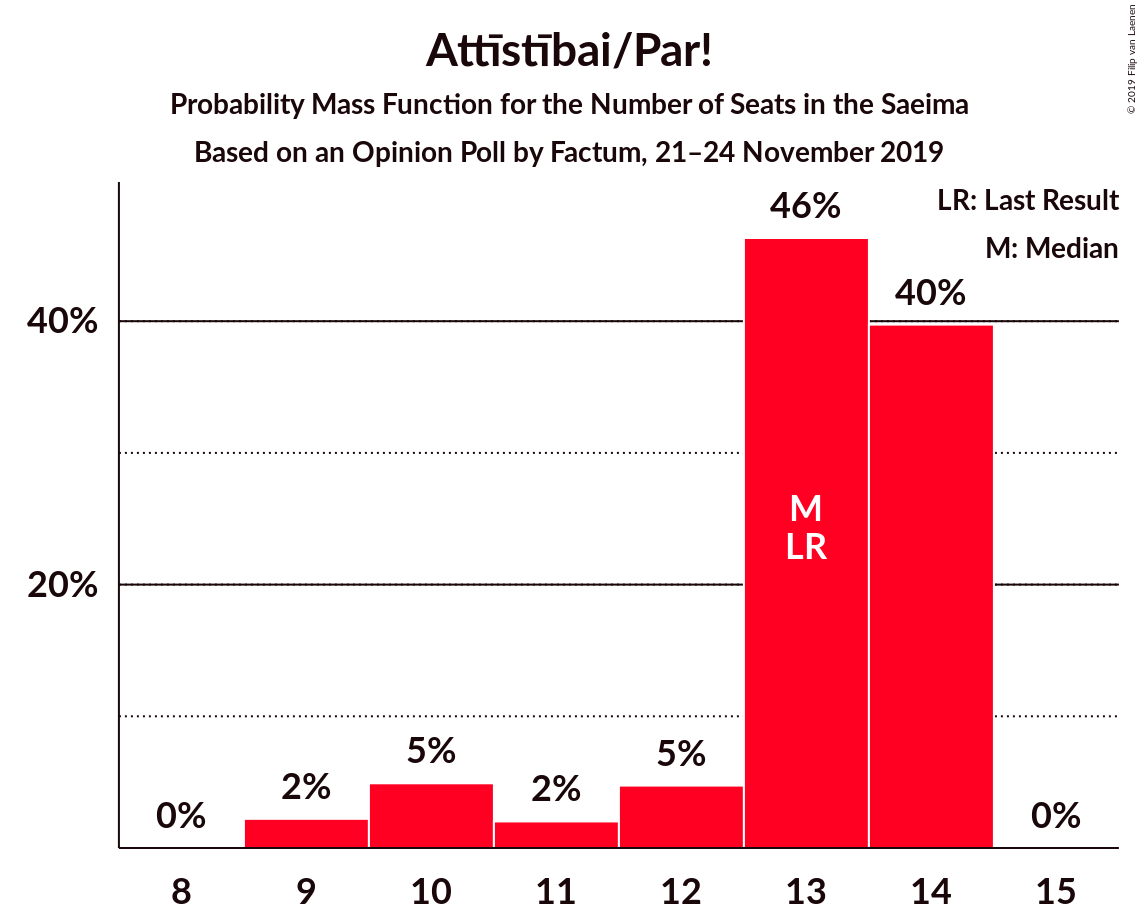 Attīstībai/Par!
Probability Mass Function for the Number of Seats in the Saeima
Based on an Opinion Poll by Factum, 21–24 November 2019
© 2019 Filip van Laenen
LR: Last Result
M: Median
46%
40%
40%
M
LR
20%
5%
5%
2%
2%
0%
0%
8 9 10 11 12 13 14 15